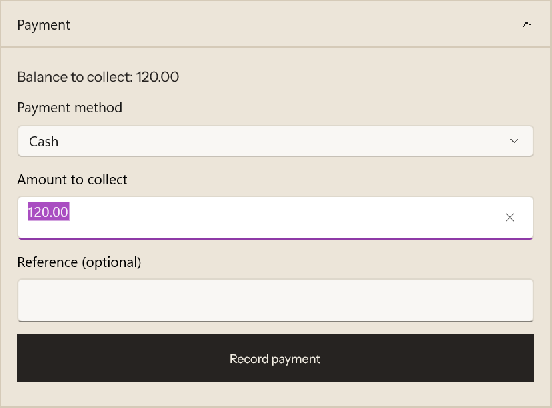 Payment
Balance to collect: 120.00
Payment method
Cash
Amount to collect
120.00
Reference (optional)
Record payment